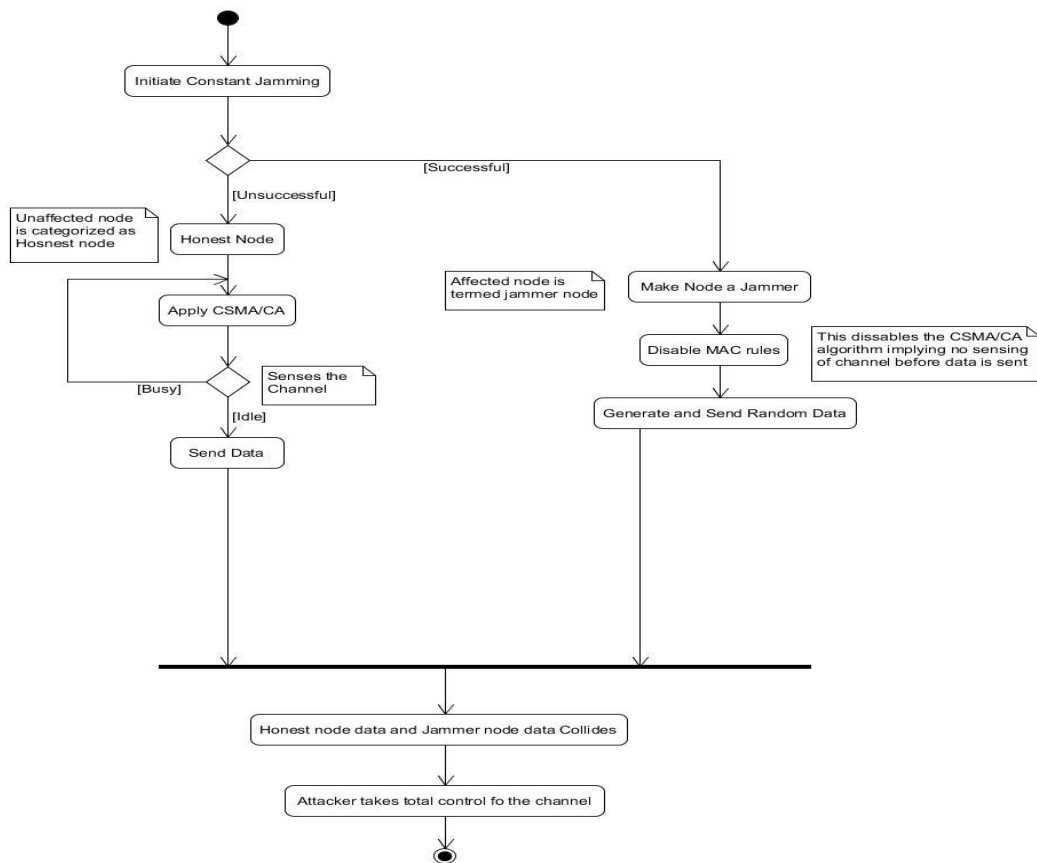 Initiate Constant Jamming
[Successful]
[Unsuccessful]
Unaffected node
is categorized as
Hosnest node
Honest Node
Affected node is
termed jammer node
Make Node a Jammer
Apply CSMA/CA
This dissables the CSMA/CA
algorithm implying no sensing
of channel before data is sent
Disable MAC rules
Senses the
Channel
[Busy]
[Idle]
Generate and Send Random Data
Send Data
Honest node data and Jammer node data Collides
Attacker takes total control fo the channel